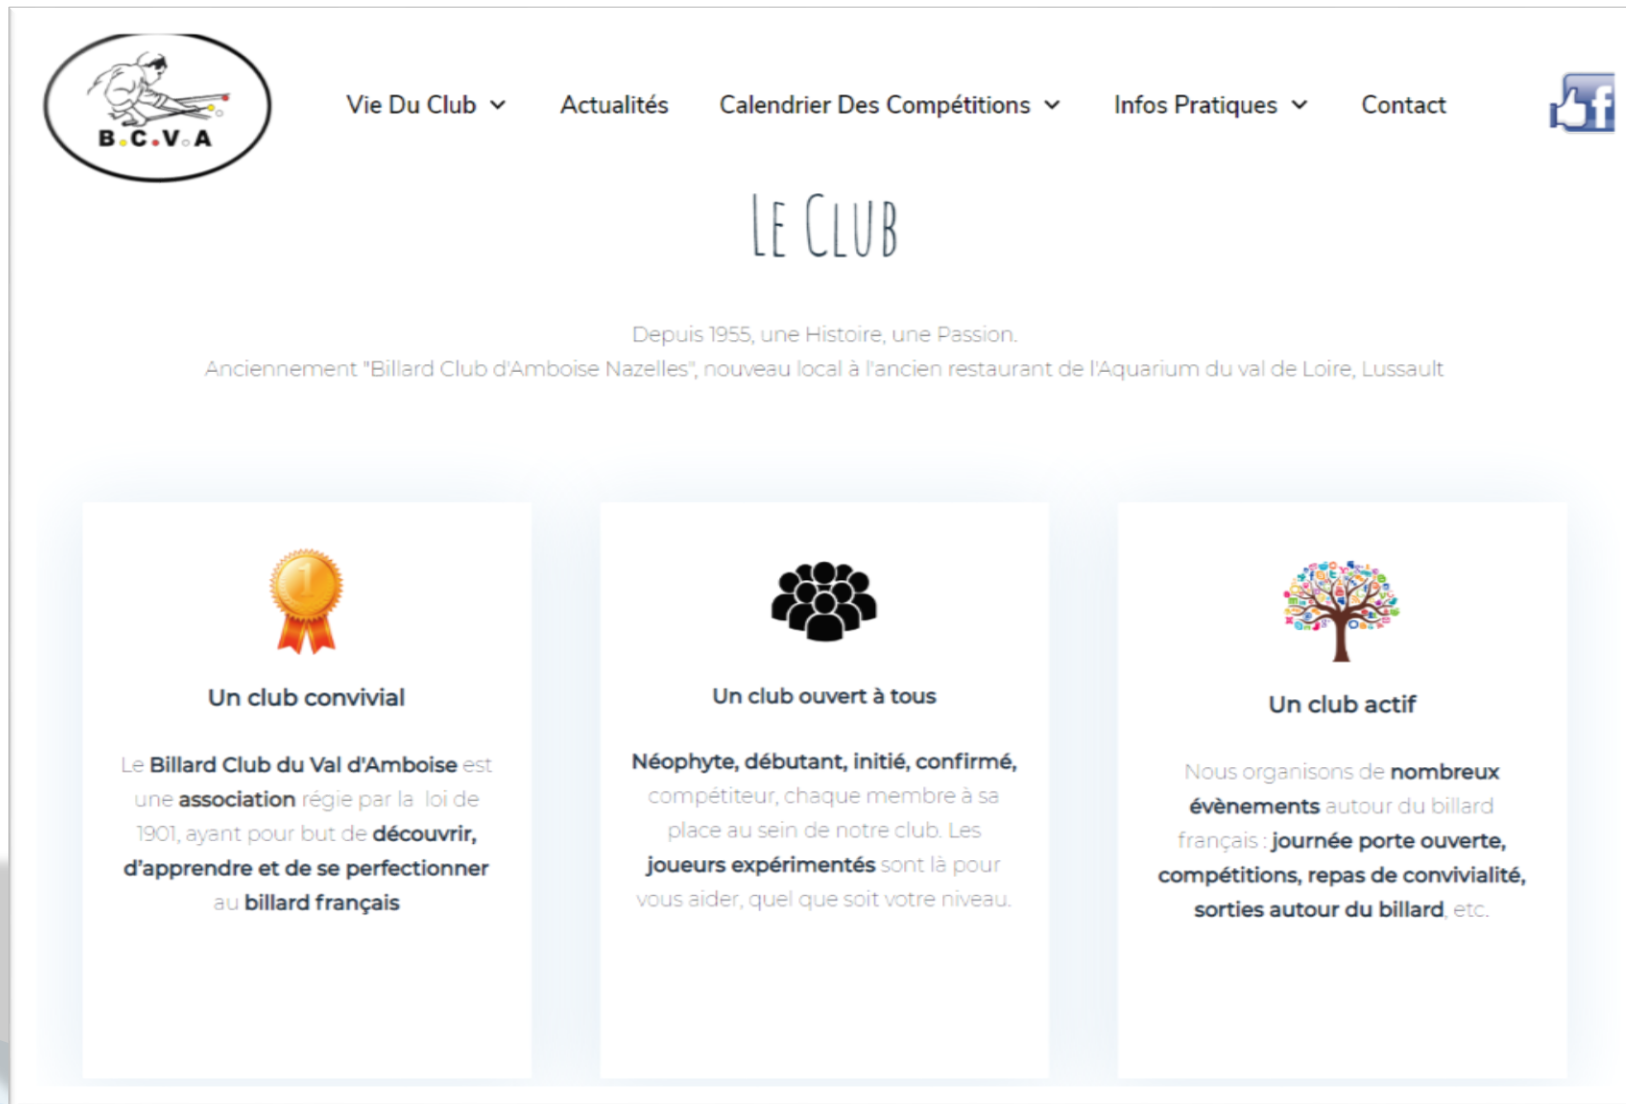 B.C.V.A
Vie Du Club
Actualités
Calendrier Des Compétitions
Infos Pratiques
Contact
f
LE CLUB
Depuis 1955, une Histoire, une Passion.
Anciennement "Billard Club d'Amboise Nazelles", nouveau local à l'ancien restaurant de l'Aquarium du val de Loire, Lussault
1
Un club convivial
Le Billard Club du Val d'Amboise est
une association régie par la loi de
1901, ayant pour but de découvrir,
d'apprendre et de se perfectionner
au billard français
Un club ouvert à tous
Néophyte, débutant, initié, confirmé,
compétiteur, chaque membre à sa
place au sein de notre club. Les
joueurs expérimentés sont là pour
vous aider, quel que soit votre niveau.
Un club actif
Nous organisons de nombreux
évènements autour du billard
français : journée porte ouverte,
compétitions, repas de convivialité,
sorties autour du billard, etc.